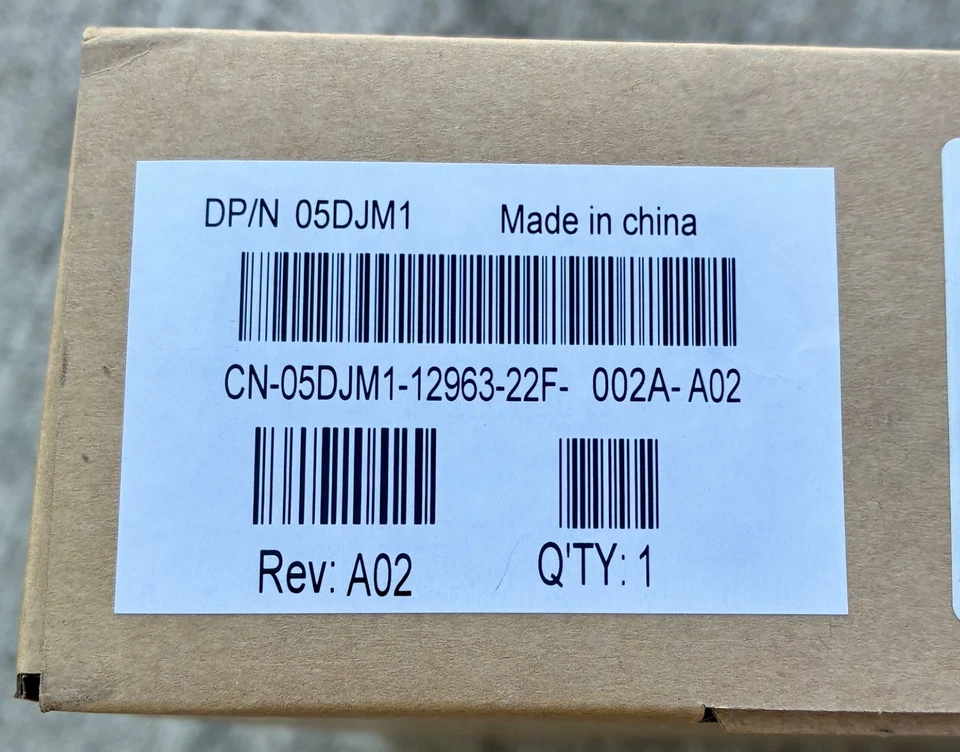 DP/N 05DJM1 Made in china
CN-05DJM1-12963-22F- 002A- A02
Rev: A02 Q'TY: 1